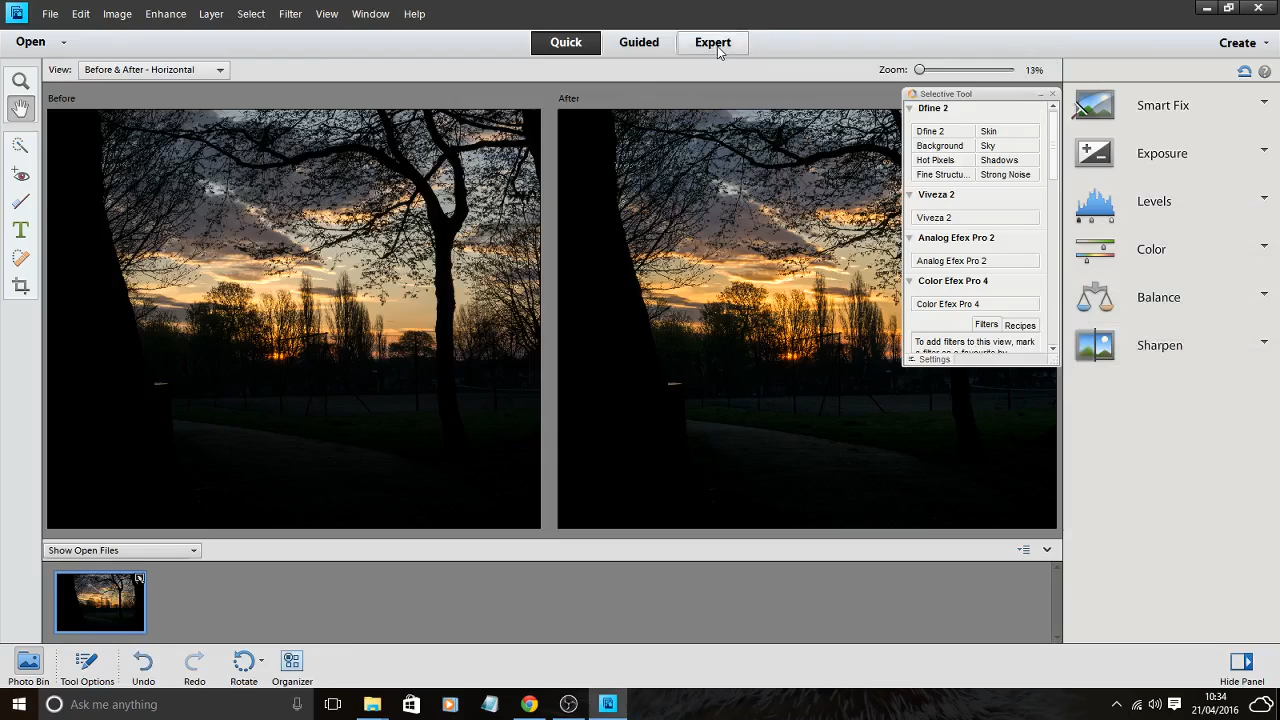 File Edit Image Enhance Layer Select Filter View Window Help
Open Quick Guided Expert Create
View: Before & After - Horizontal Zoom: 13%
Before After
Selective Tool
Dfine 2
Dfine 2 Skin
Background Sky
Hot Pixels Shadows
Fine Structu... Strong Noise
Viveza 2
Viveza 2
Analog Efex Pro 2
Analog Efex Pro 2
Color Efex Pro 4
Color Efex Pro 4
Filters Recipes
To add filters to this view, mark
a filter on a favourite by
Settings
Smart Fix
Exposure
Levels
Color
Balance
Sharpen
Show Open Files
Photo Bin Tool Options Undo Redo Rotate Organizer Hide Panel
Ask me anything
10:34
21/04/2016